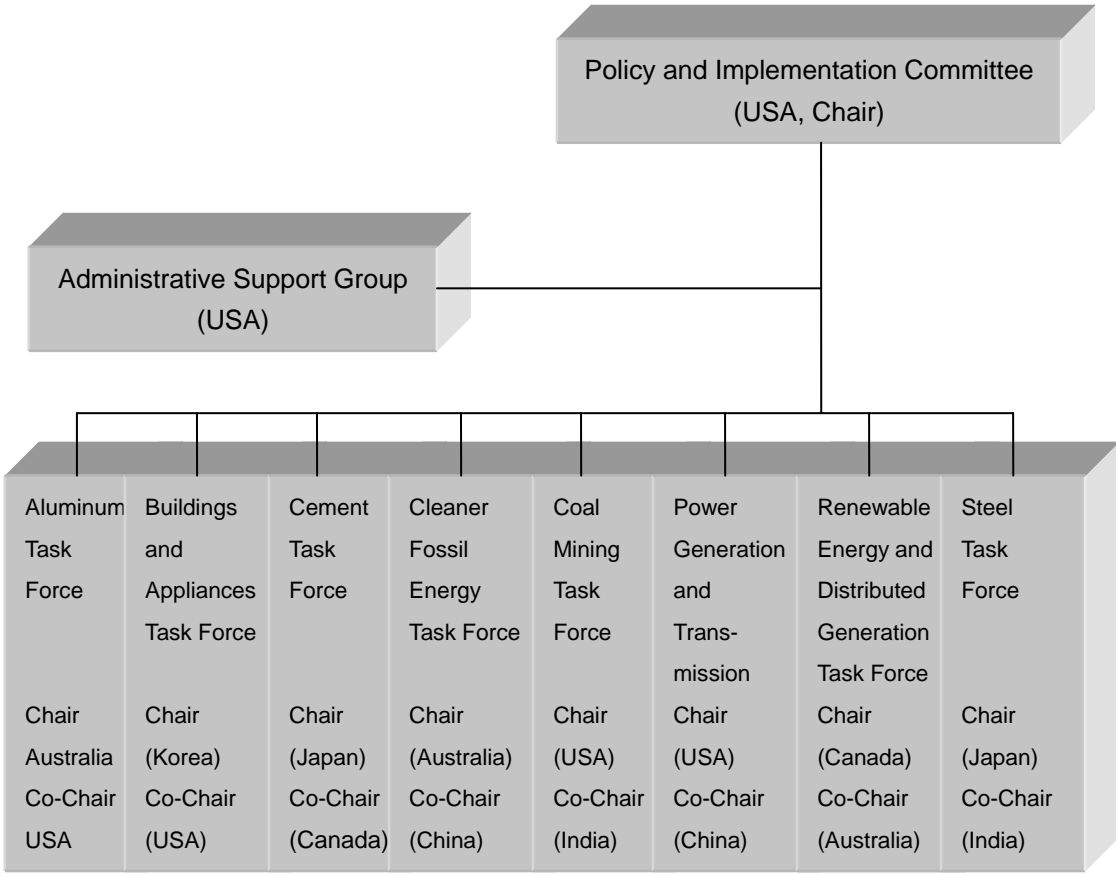 Policy and Implementation Committee
(USA, Chair)
Administrative Support Group
(USA)
Aluminum
Task
Force
Chair
Australia
Co-Chair
USA
Buildings
and
Appliances
Task Force
Chair
(Korea)
Co-Chair
(USA)
Cement
Task
Force
Chair
(Japan)
Co-Chair
(Canada)
Cleaner
Fossil
Energy
Task Force
Chair
(Australia)
Co-Chair
(China)
Coal
Mining
Task
Force
Chair
(USA)
Co-Chair
(India)
Power
Generation
and
Trans-
mission
Chair
(USA)
Co-Chair
(China)
Renewable
Energy and
Distributed
Generation
Task Force
Chair
(Canada)
Co-Chair
(Australia)
Steel
Task
Force
Chair
(Japan)
Co-Chair
(India)